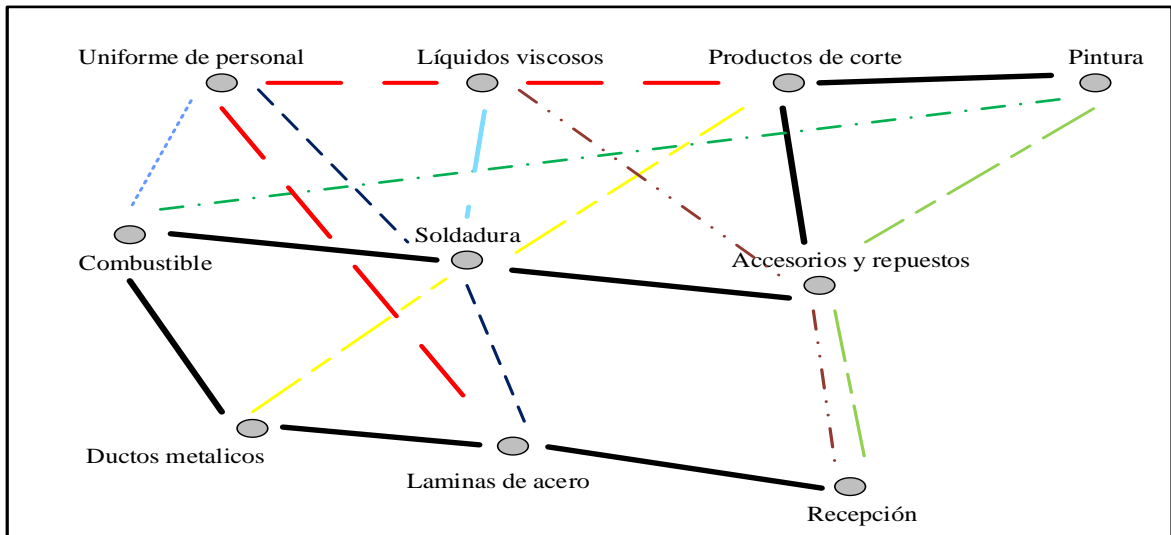 Uniforme de personal
Líquidos viscosos
Productos de corte
Pintura
Soldadura
Combustible
Accesorios y repuestos
Ductos metalicos
Laminas de acero
Recepción